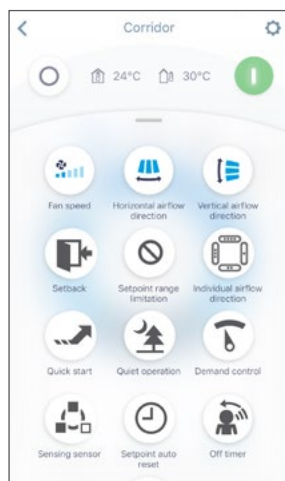 Corridor
24°C 30°C
Fan speed Horizontal airflow Vertical airflow
direction direction
Setback Setpoint range Individual airflow
limitation direction
Quick start Quiet operation Demand control
Sensing sensor Setpoint auto Off timer
reset